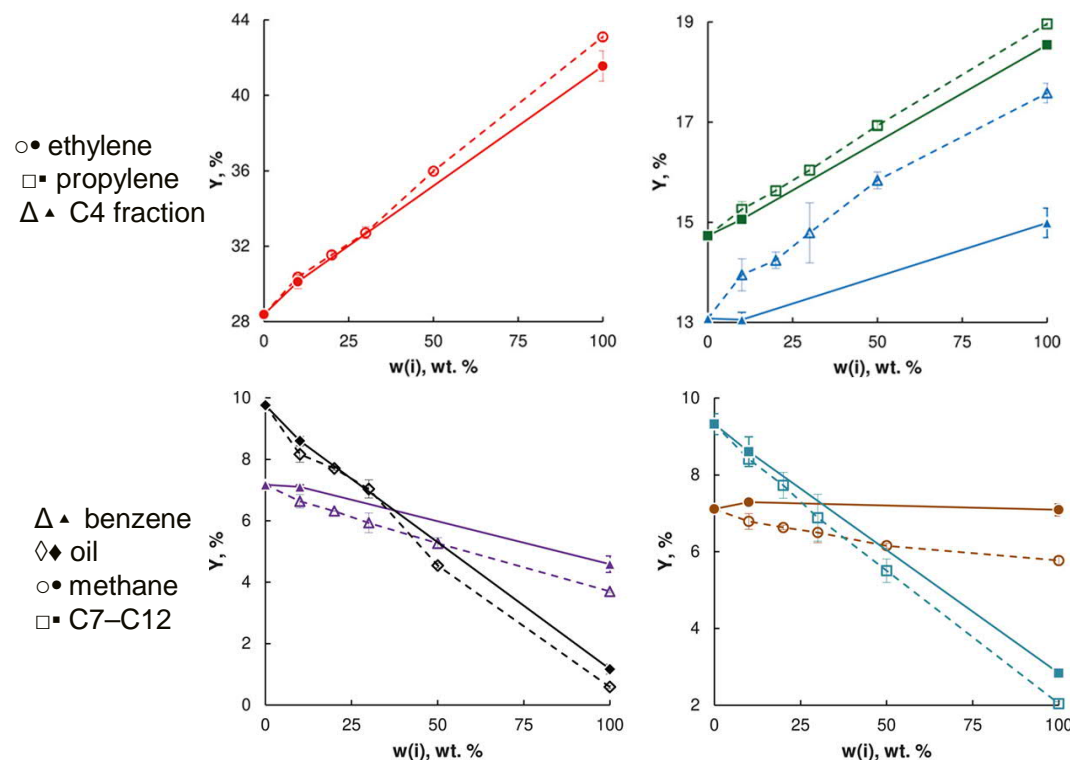 ○● ethylene
□▪ propylene
Δ▲ C4 fraction
Y, %
44
40
36
32
28
0
25
50
75
100
w(i), wt. %
Y, %
19
17
15
13
0
25
50
75
100
w(i), wt. %
Δ▲ benzene
◊♦ oil
○● methane
□▪ C7–C12
Y, %
10
8
6
4
2
0
0
25
50
75
100
w(i), wt. %
Y, %
10
8
6
4
2
0
25
50
75
100
w(i), wt. %